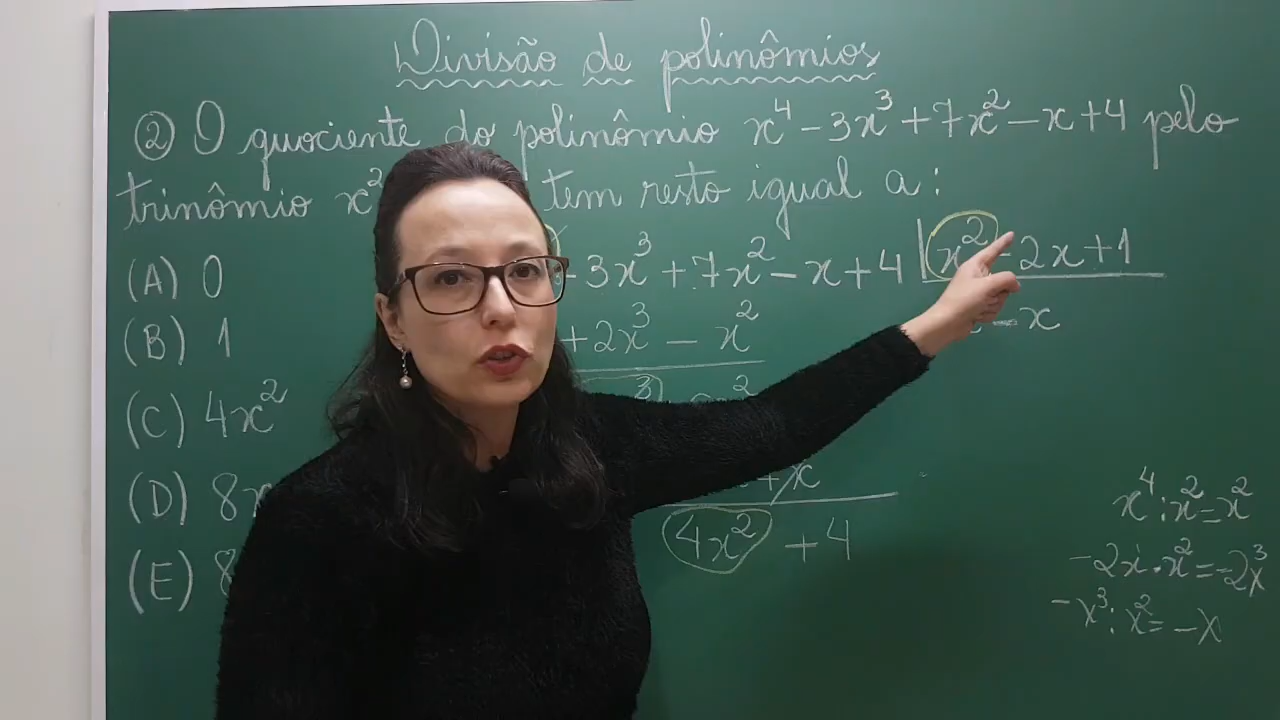 Divisão de polinômios
② O quociente do polinômio x⁴ - 3x³ + 7x² - x + 4 pelo
trinômio x² tem resto igual a:
(A) 0
- 3x³ + 7x² - x + 4 | x² - 2x + 1
(B) 1
+ 2x³ - x²
- x
(C) 4x²
(D) 8x
+ x
(E) 8
4x² + 4
x⁴ : x² = x²
-2x · x² = -2x³
-x³ : x² = -x